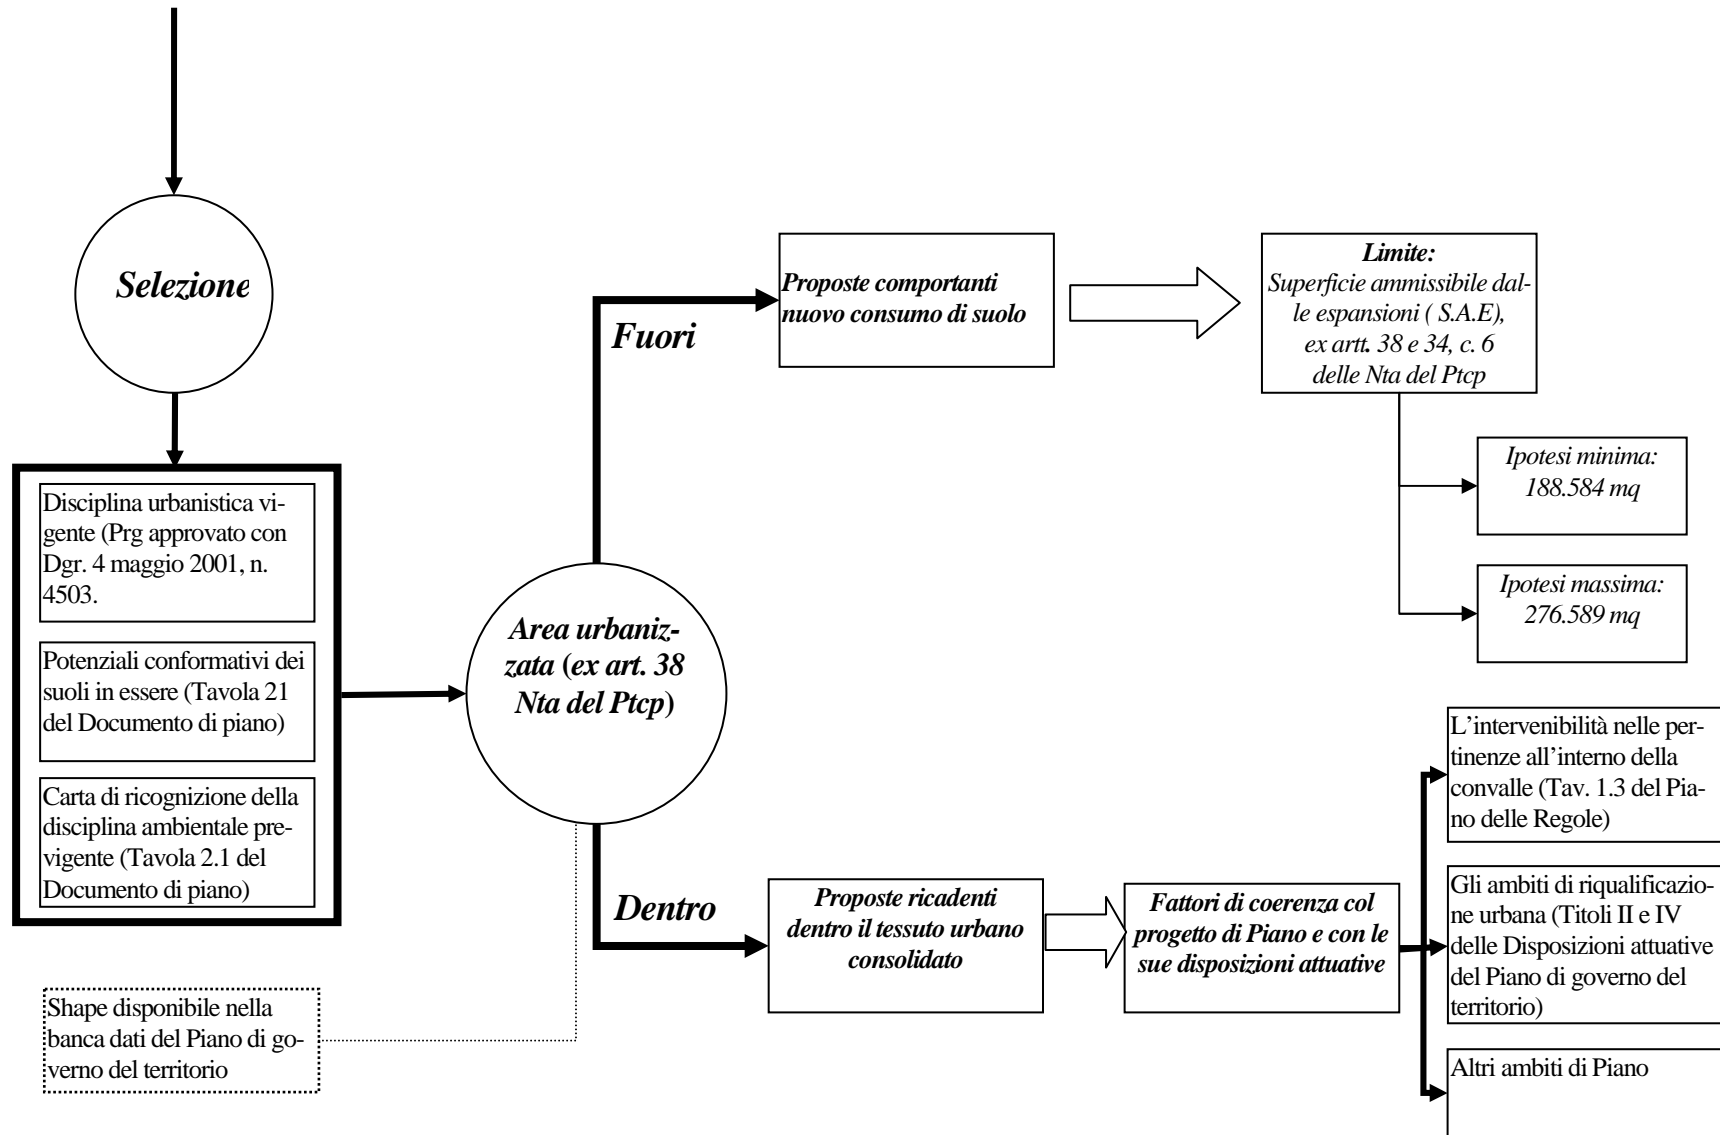 Selezione
Disciplina urbanistica vi-
gente (Prg approvato con
Dgr. 4 maggio 2001, n.
4503.
Potenziali conformativi dei
suoli in essere (Tavola 21
del Documento di piano)
Carta di ricognizione della
disciplina ambientale pre-
vigente (Tavola 2.1 del
Documento di piano)
Shape disponibile nella
banca dati del Piano di go-
verno del territorio
Area urbaniz-
zata (ex art. 38
Nta del Ptcp)
Fuori
Proposte comportanti
nuovo consumo di suolo
Limite:
Superficie ammissibile dal-
le espansioni ( S.A.E),
ex artt. 38 e 34, c. 6
delle Nta del Ptcp
Ipotesi minima:
188.584 mq
Ipotesi massima:
276.589 mq
Dentro
Proposte ricadenti
dentro il tessuto urbano
consolidato
Fattori di coerenza col
progetto di Piano e con le
sue disposizioni attuative
L’intervenibilità nelle per-
tinenze all’interno della
convalle (Tav. 1.3 del Pia-
no delle Regole)
Gli ambiti di riqualificazio-
ne urbana (Titoli II e IV
delle Disposizioni attuative
del Piano di governo del
territorio)
Altri ambiti di Piano